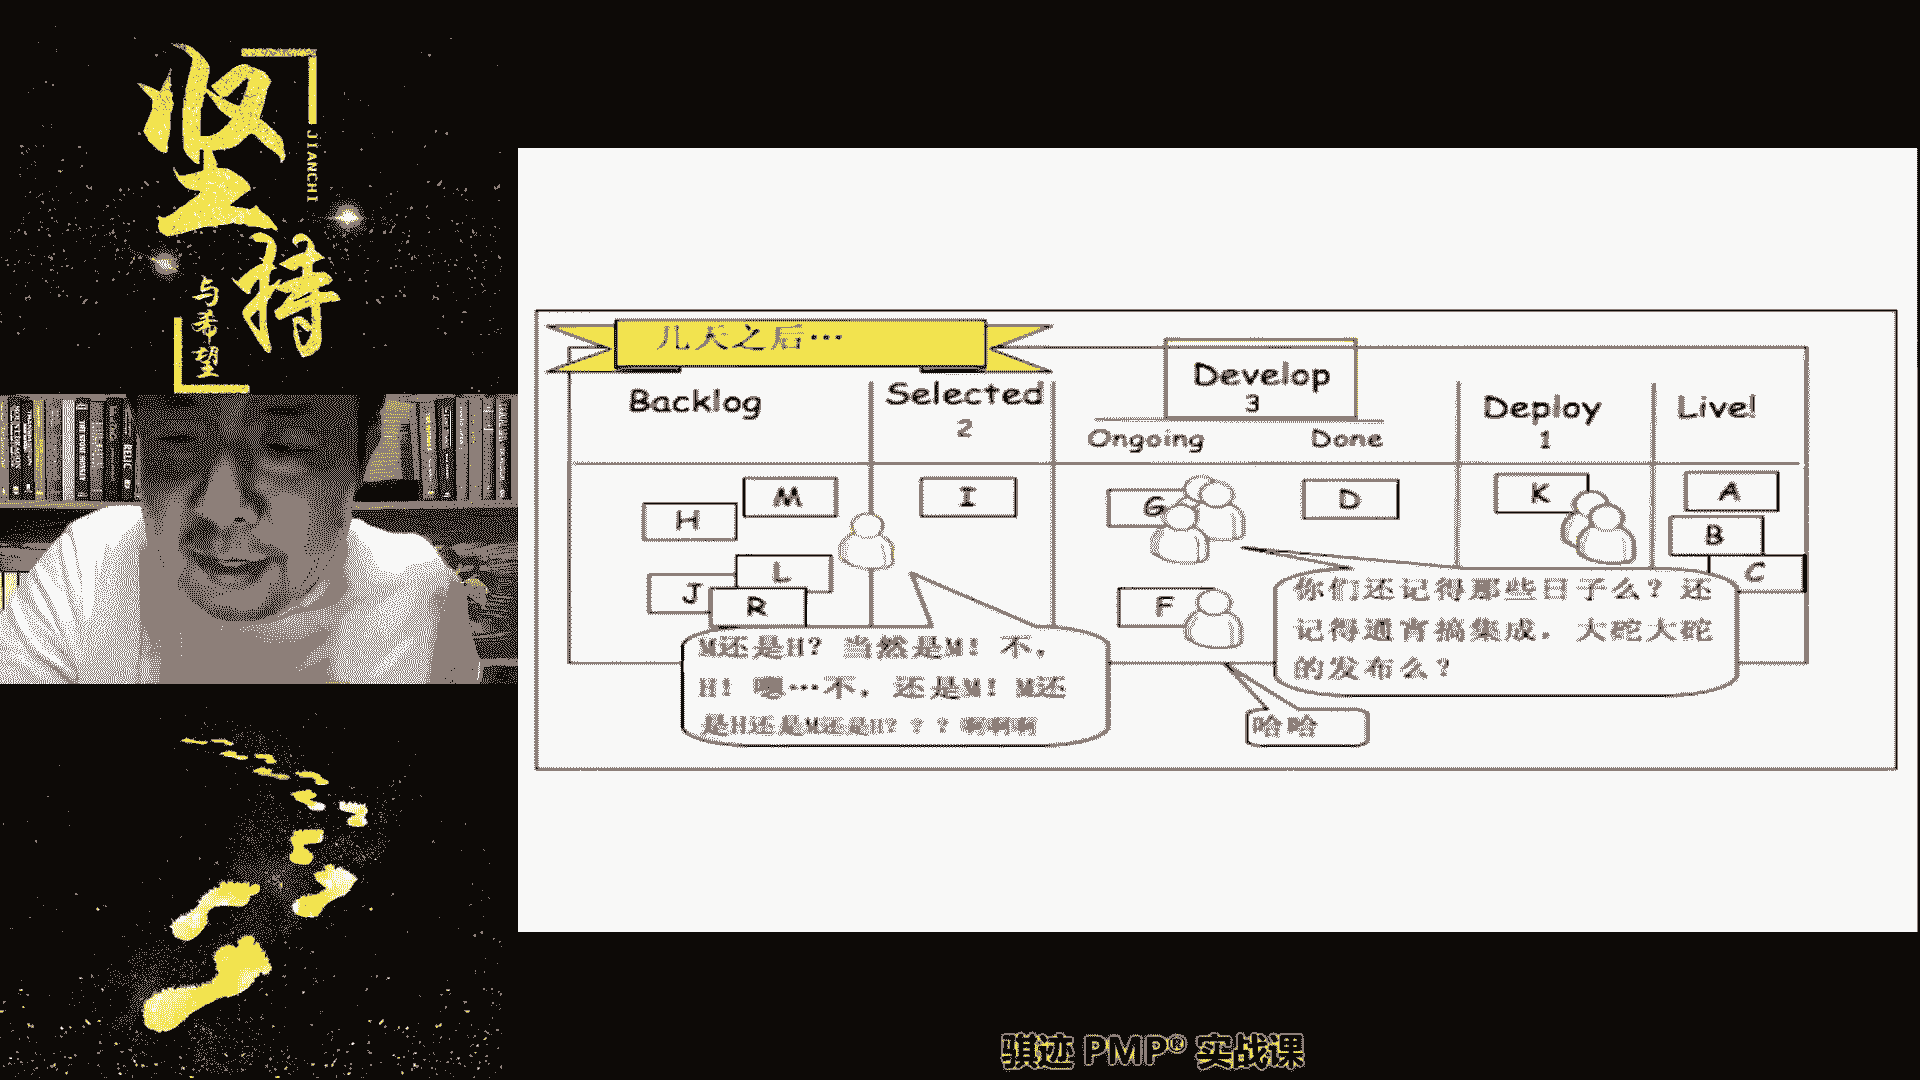 坚持
JIANCHI
与希望
几天之后…
Backlog
Selected
2
Develop
3
Ongoing
Done
Deploy
1
Live!
H
M
J
L
R
I
G
F
D
K
A
B
C
M还是H? 当然是M! 不,
H! 嗯…不, 还是M! M还
是H还是M还是H? ? ? 啊啊啊
你们还记得那些日子么? 还
记得通宵搞集成, 大砣大砣
的发布么?
哈哈
骐迹 PMP® 实战课